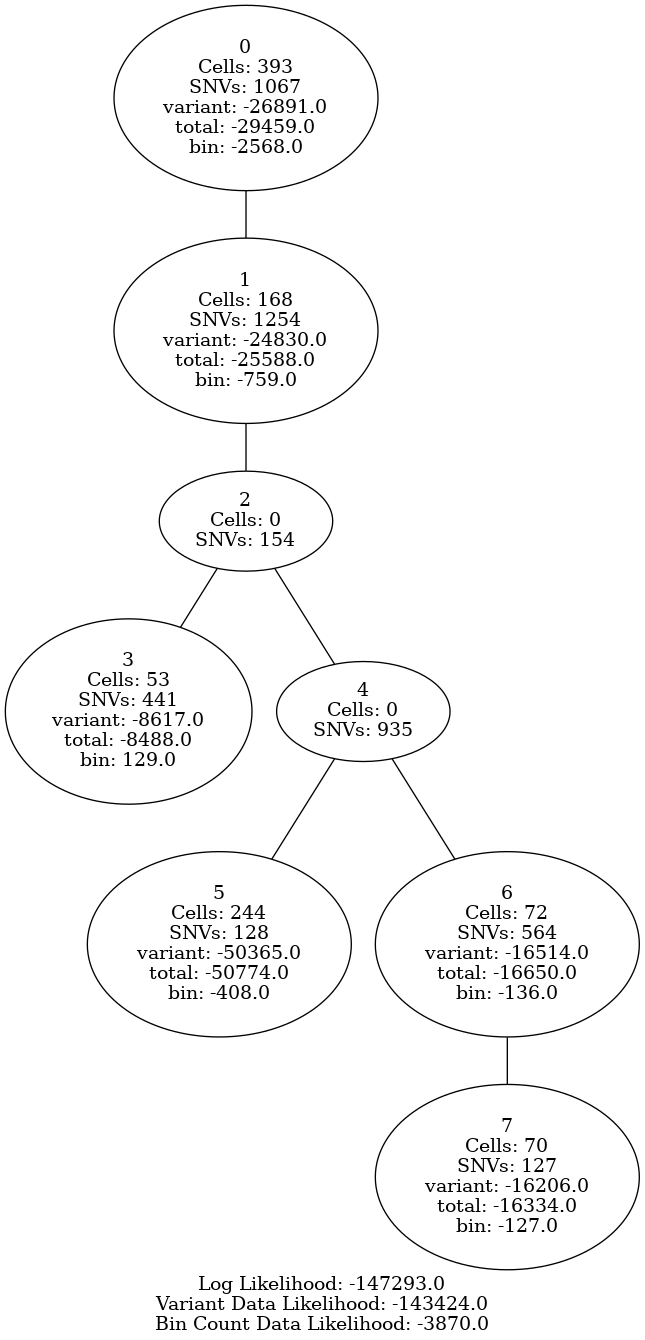 0
Cells: 393
SNVs: 1067
variant: -26891.0
total: -29459.0
bin: -2568.0
1
Cells: 168
SNVs: 1254
variant: -24830.0
total: -25588.0
bin: -759.0
2
Cells: 0
SNVs: 154
3
Cells: 53
SNVs: 441
variant: -8617.0
total: -8488.0
bin: 129.0
4
Cells: 0
SNVs: 935
5
Cells: 244
SNVs: 128
variant: -50365.0
total: -50774.0
bin: -408.0
6
Cells: 72
SNVs: 564
variant: -16514.0
total: -16650.0
bin: -136.0
7
Cells: 70
SNVs: 127
variant: -16206.0
total: -16334.0
bin: -127.0
Log Likelihood: -147293.0
Variant Data Likelihood: -143424.0
Bin Count Data Likelihood: -3870.0